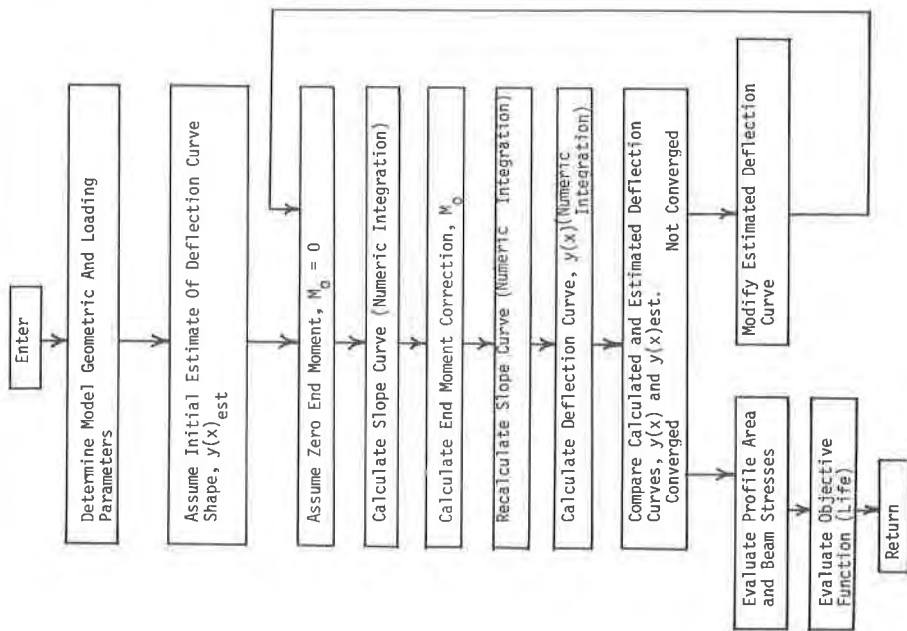 Enter
Determine Model Geometric And Loading
Parameters
Assume Initial Estimate Of Deflection Curve
Shape, y(x)est
Assume Zero End Moment, Mo = 0
Calculate Slope Curve (Numeric Integration)
Calculate End Moment Correction, Mo
Recalculate Slope Curve (Numeric Integration)
Calculate Deflection Curve, y(x)(Numeric
Integration)
Compare Calculated and Estimated Deflection
Curves, y(x) and y(x)est.
Converged Not Converged
Modify Estimated Deflection
Curve
Evaluate Profile Area
and Beam Stresses
Evaluate Objective
Function (Life)
Return